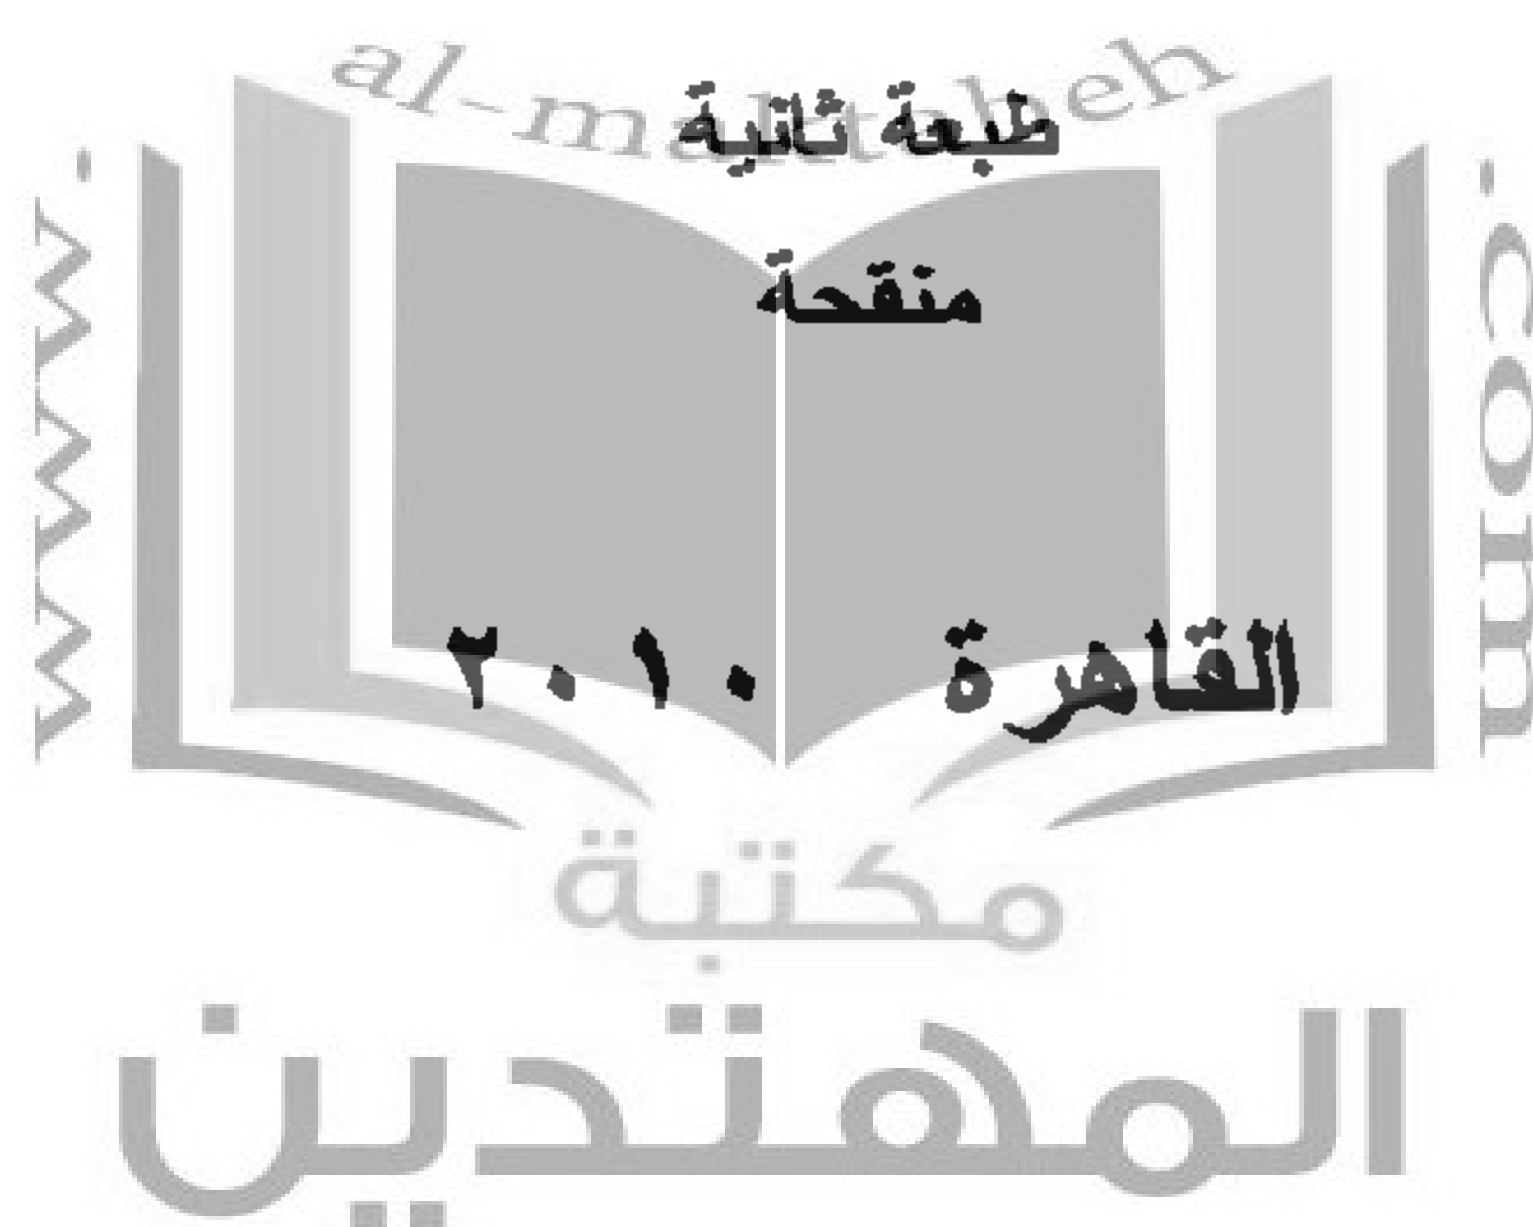 www.al-maktabeh.com
طبعة ثانية
منقحة
القاهرة ٢٠١٠
مكتبة
المهتدين